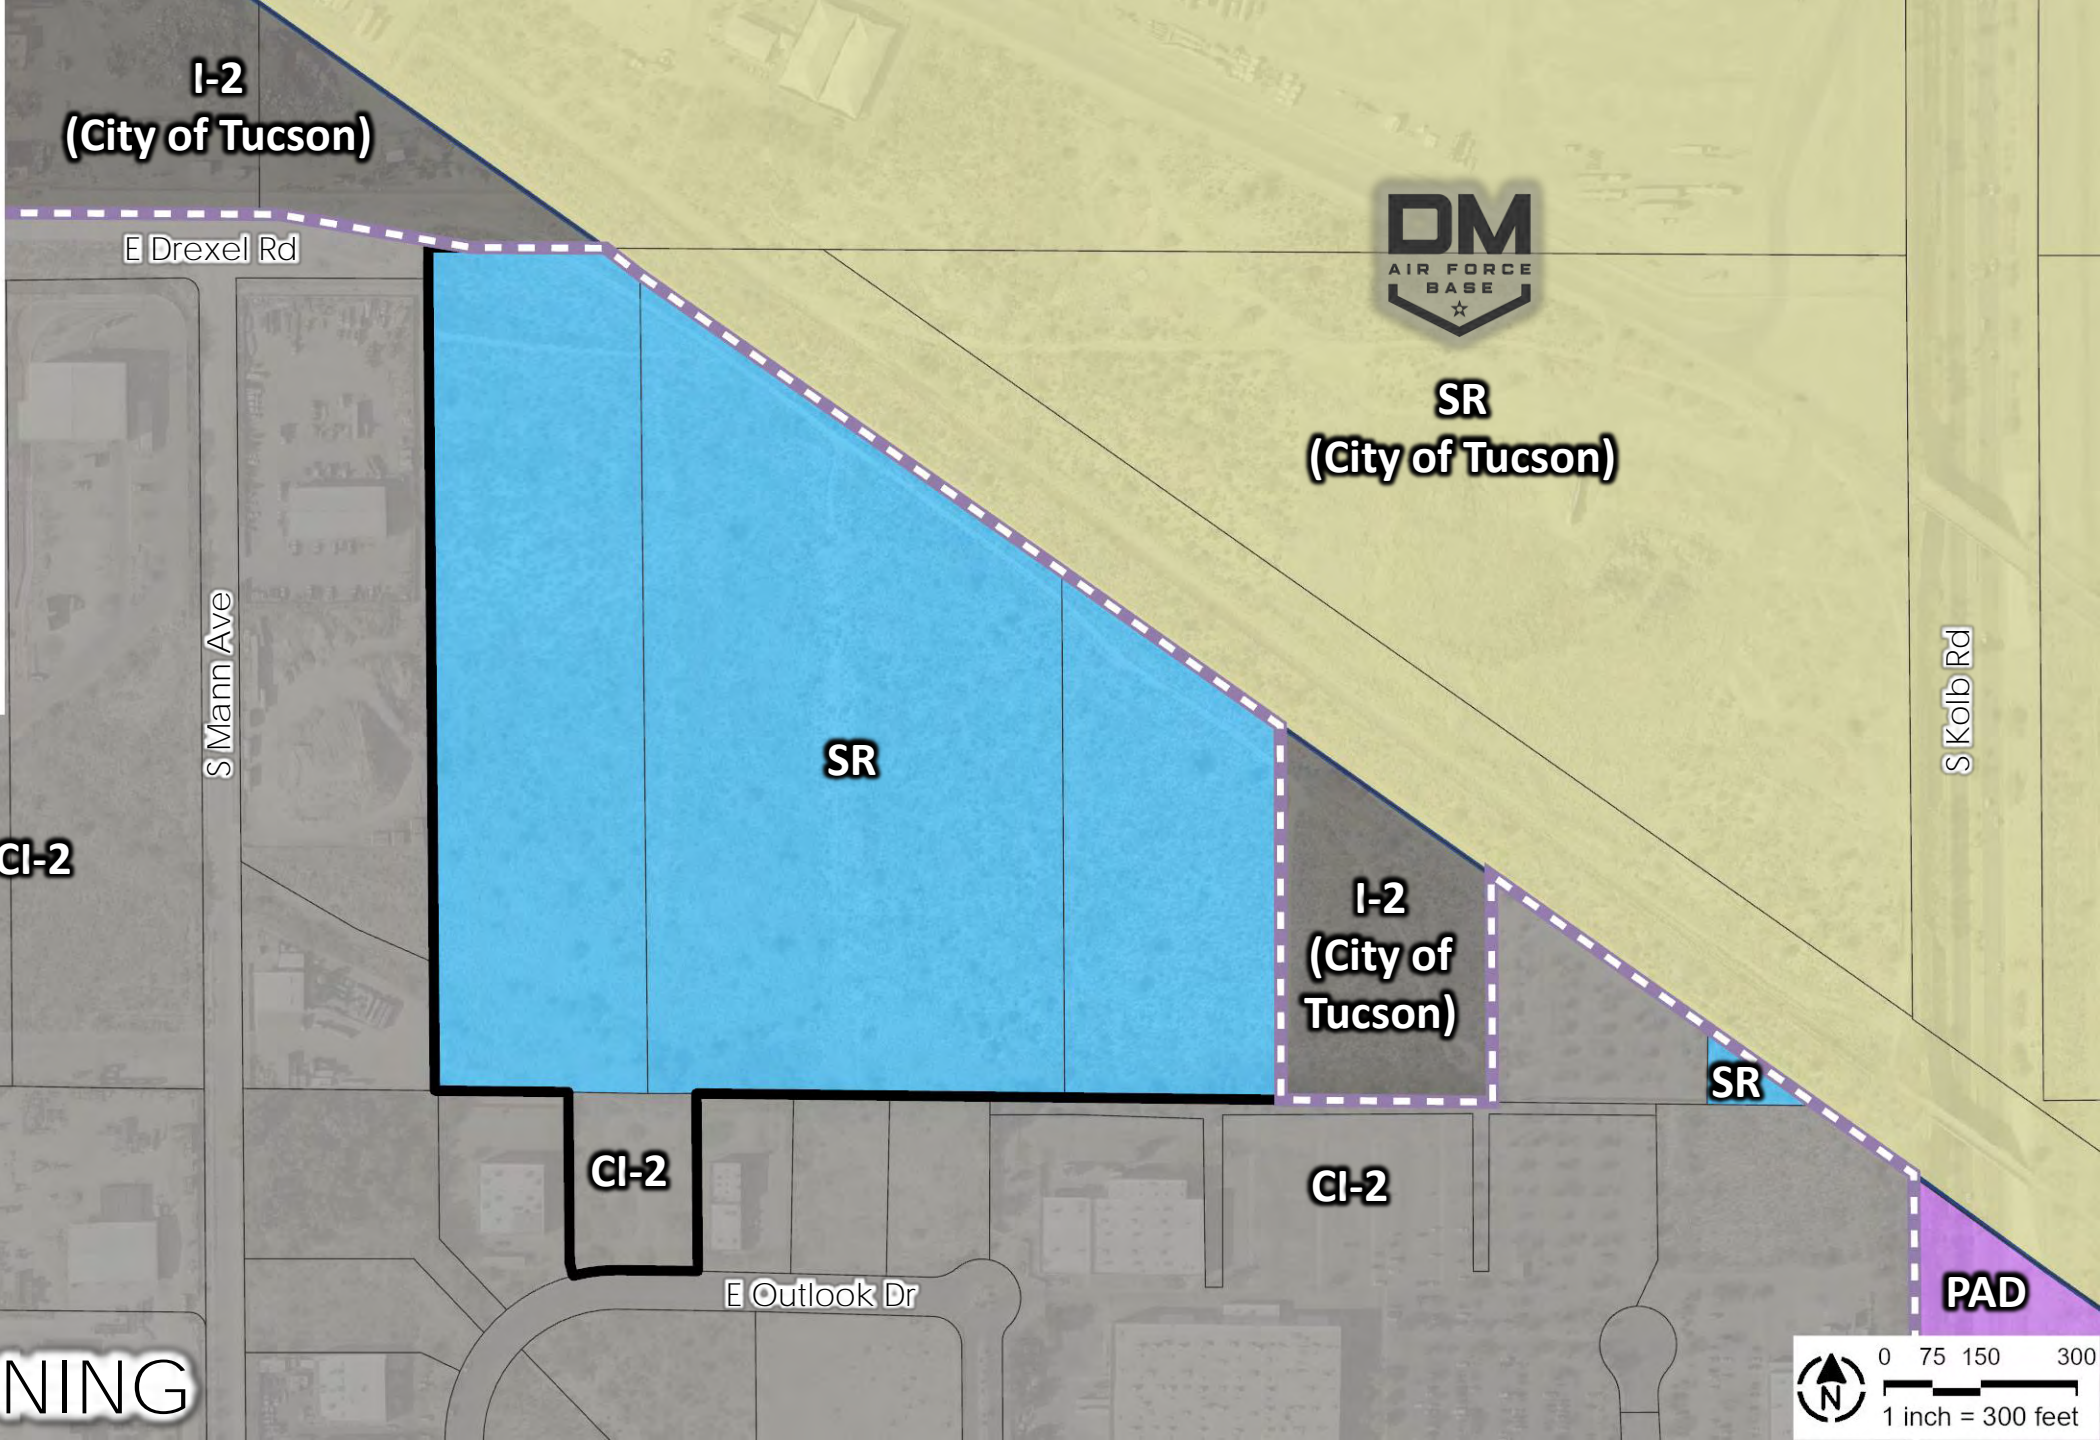 I-2
(City of Tucson)
E Drexel Rd
DM
AIR FORCE
BASE
SR
(City of Tucson)
S Mann Ave
S Kolb Rd
SR
CI-2
I-2
(City of
Tucson)
SR
CI-2
CI-2
E Outlook Dr
PAD
NING
N
0 75 150 300
1 inch = 300 feet